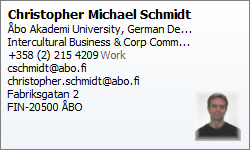 Christopher Michael Schmidt
Åbo Akademi University, German De...
Intercultural Business & Corp Comm...
+358 (2) 215 4209 Work
cschmidt@abo.fi
christopher.schmidt@abo.fi
Fabriksgatan 2
FIN-20500 ÅBO